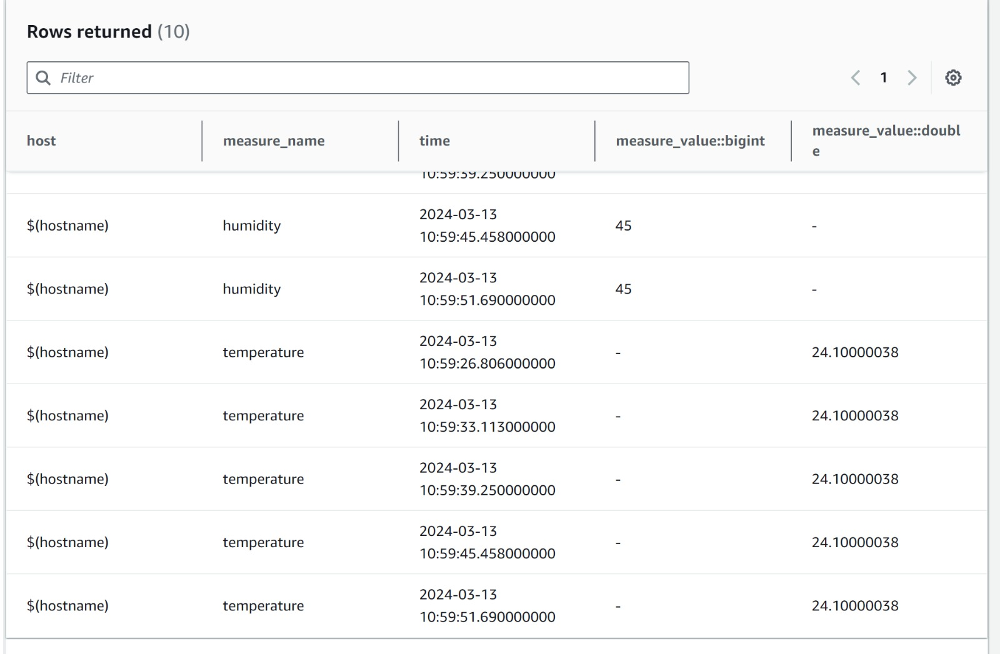 Rows returned (10)
Filter
1
host measure_name time measure_value::bigint measure_value::doubl
e
10:59:39.250000000
$(hostname) humidity 2024-03-13
10:59:45.458000000 45 -
$(hostname) humidity 2024-03-13
10:59:51.690000000 45 -
$(hostname) temperature 2024-03-13
10:59:26.806000000 - 24.10000038
$(hostname) temperature 2024-03-13
10:59:33.113000000 - 24.10000038
$(hostname) temperature 2024-03-13
10:59:39.250000000 - 24.10000038
$(hostname) temperature 2024-03-13
10:59:45.458000000 - 24.10000038
$(hostname) temperature 2024-03-13
10:59:51.690000000 - 24.10000038